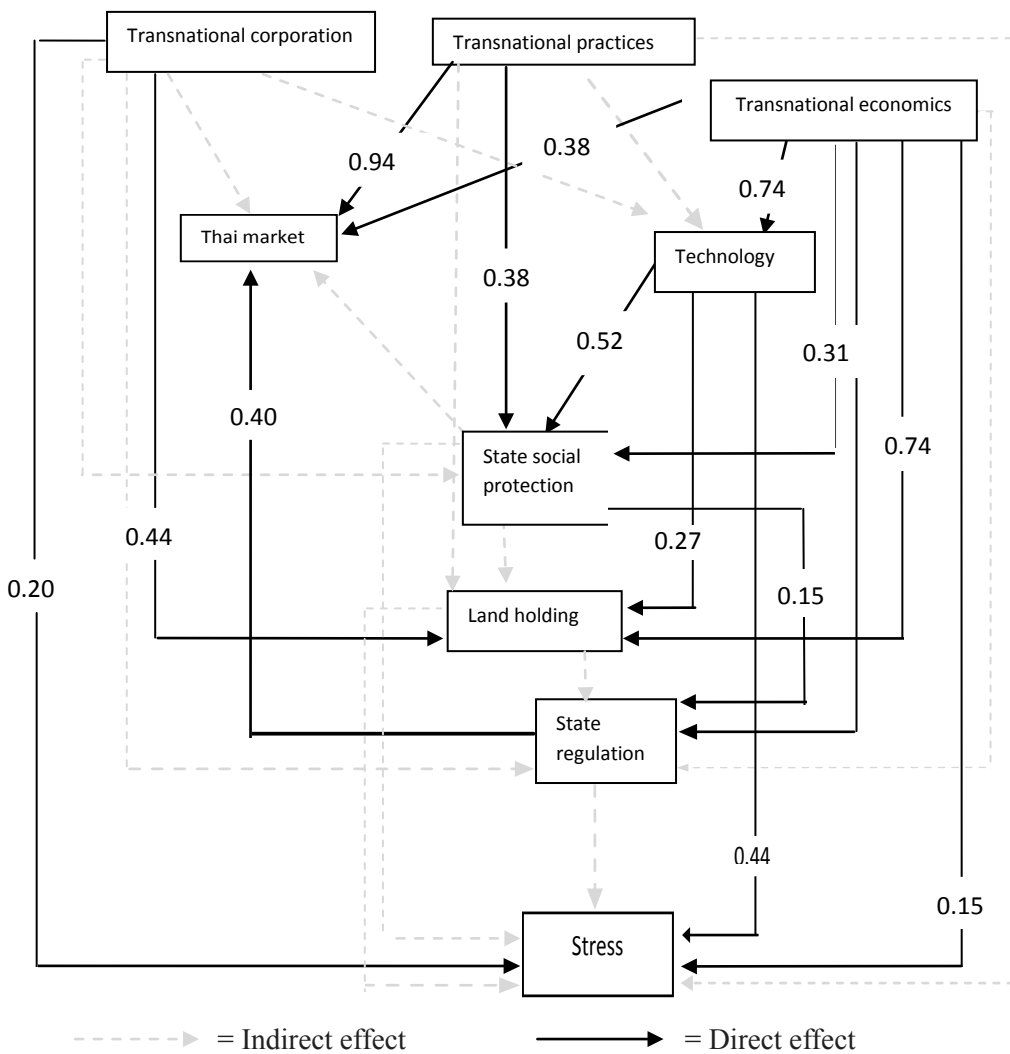 Transnational corporation
Transnational practices
Transnational economics
0.94
0.38
0.74
Thai market
Technology
0.38
0.52
0.31
0.40
State social
protection
0.74
0.44
0.27
0.20
0.15
Land holding
State
regulation
0.44
0.15
Stress
= Indirect effect
= Direct effect